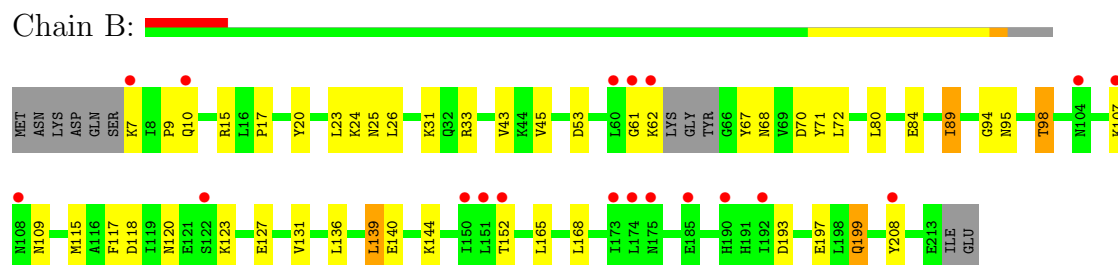 Chain B:
MET ASN LYS ASP GLN SER K7 I8 P9 Q10 R15 L16 P17 Y20 L23 K24 N25 L26 K31 Q32 R33 V43 K44 V45 D53 L60 G61 K62 LYS GLY TYR G66 Y67 N68 V69 D70 Y71 L72 L80 E84 I89 G94 N95 T98 N104 K107
N108 N109 M115 A116 F117 D118 I119 N120 E121 S122 K123 E127 V131 L136 L139 E140 K144 I150 L151 T152 L165 L168 I173 L174 N175 E185 H190 H191 I192 D193 E197 L198 Q199 Y208 E213 ILE GLU